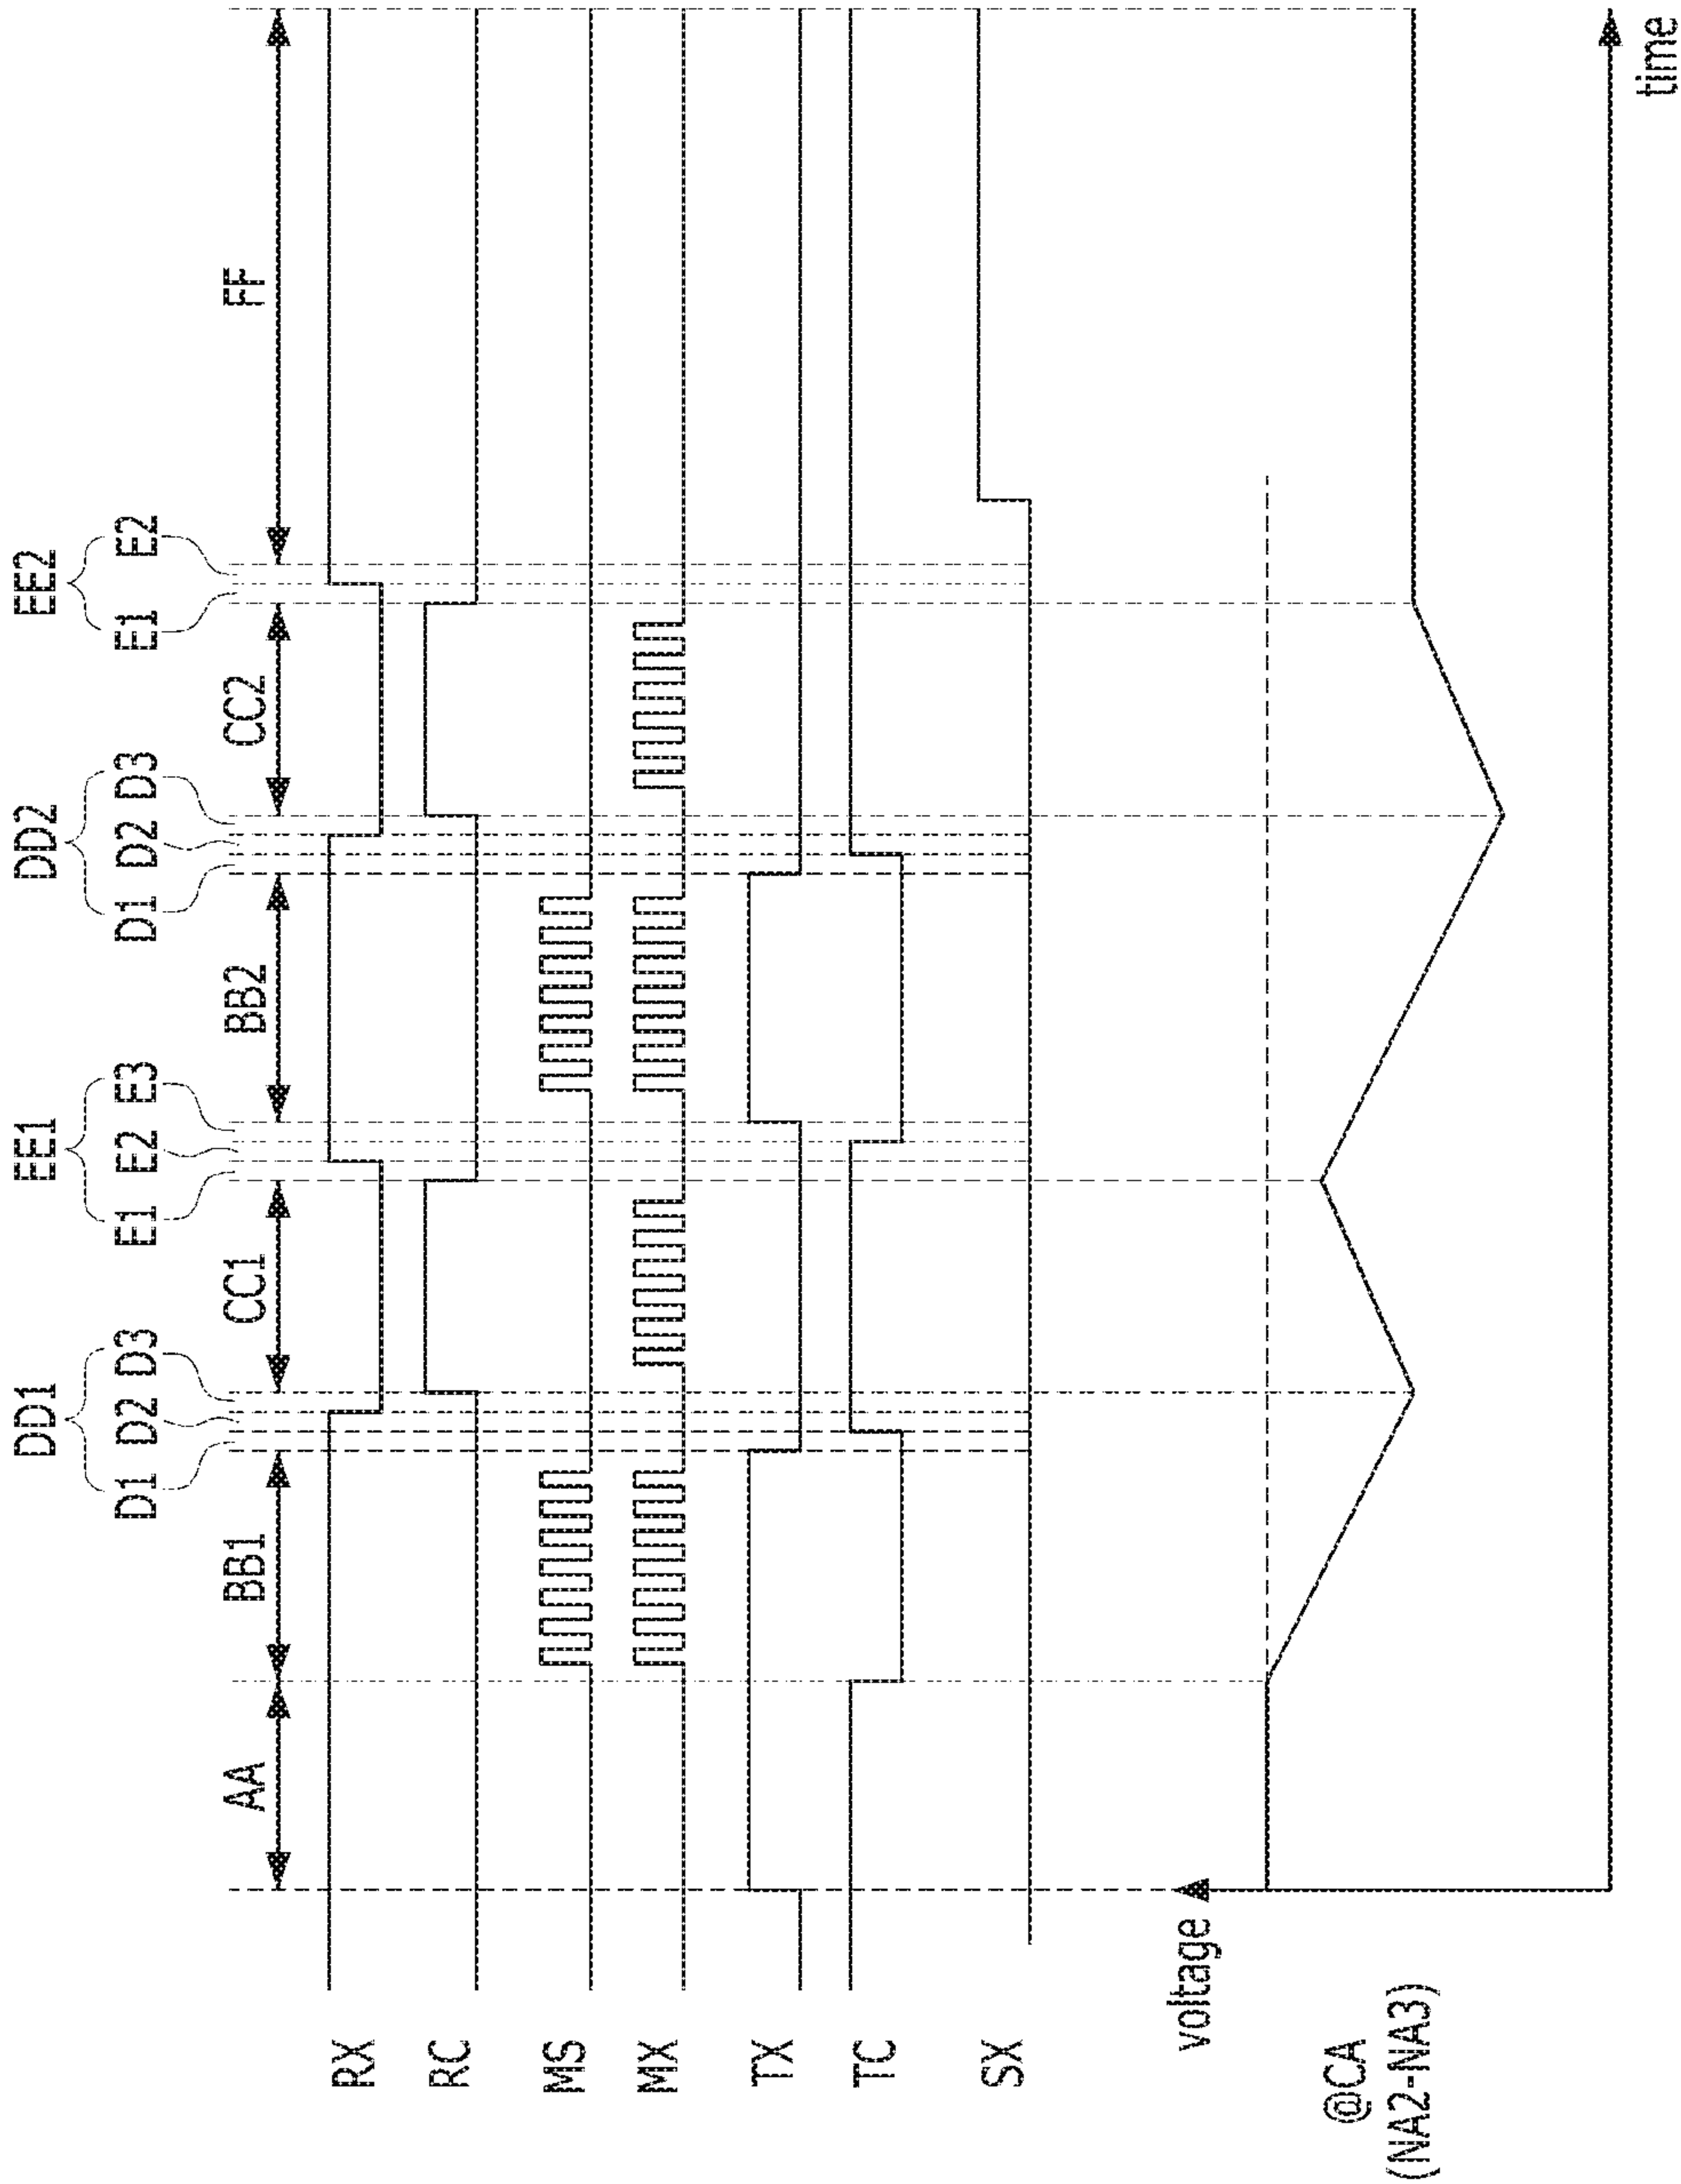 DD1 EE1 DD2 EE2
D1 D2 D3 E1 E2 E3 D1 D2 D3 E1 E2
AA BB1 CC1 BB2 CC2 FF
RX
RC
MS
MX
TX
TC
SX
voltage
@CA
(NA2-NA3)
time